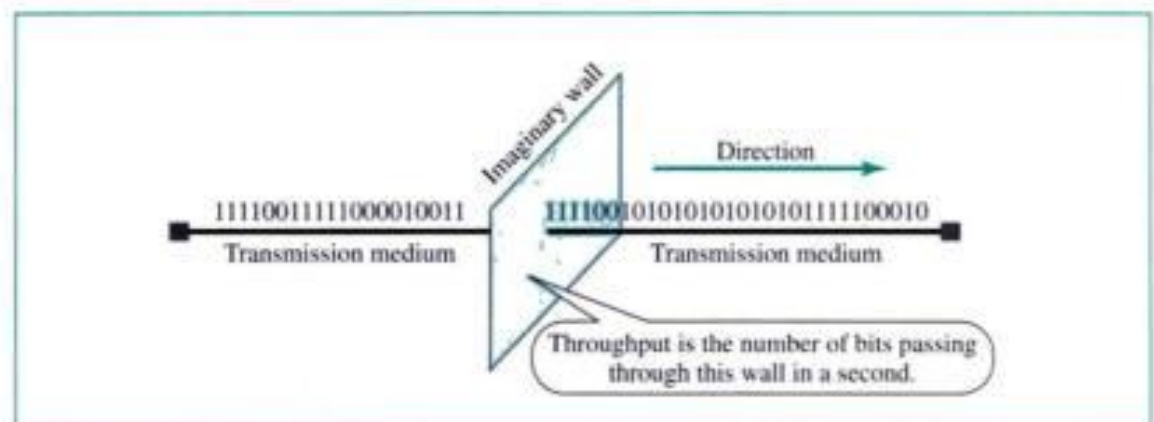 Imaginary wall
Direction
11110011111000010011
1111001010101010101011111100010
Transmission medium
Transmission medium
Throughput is the number of bits passing
through this wall in a second.